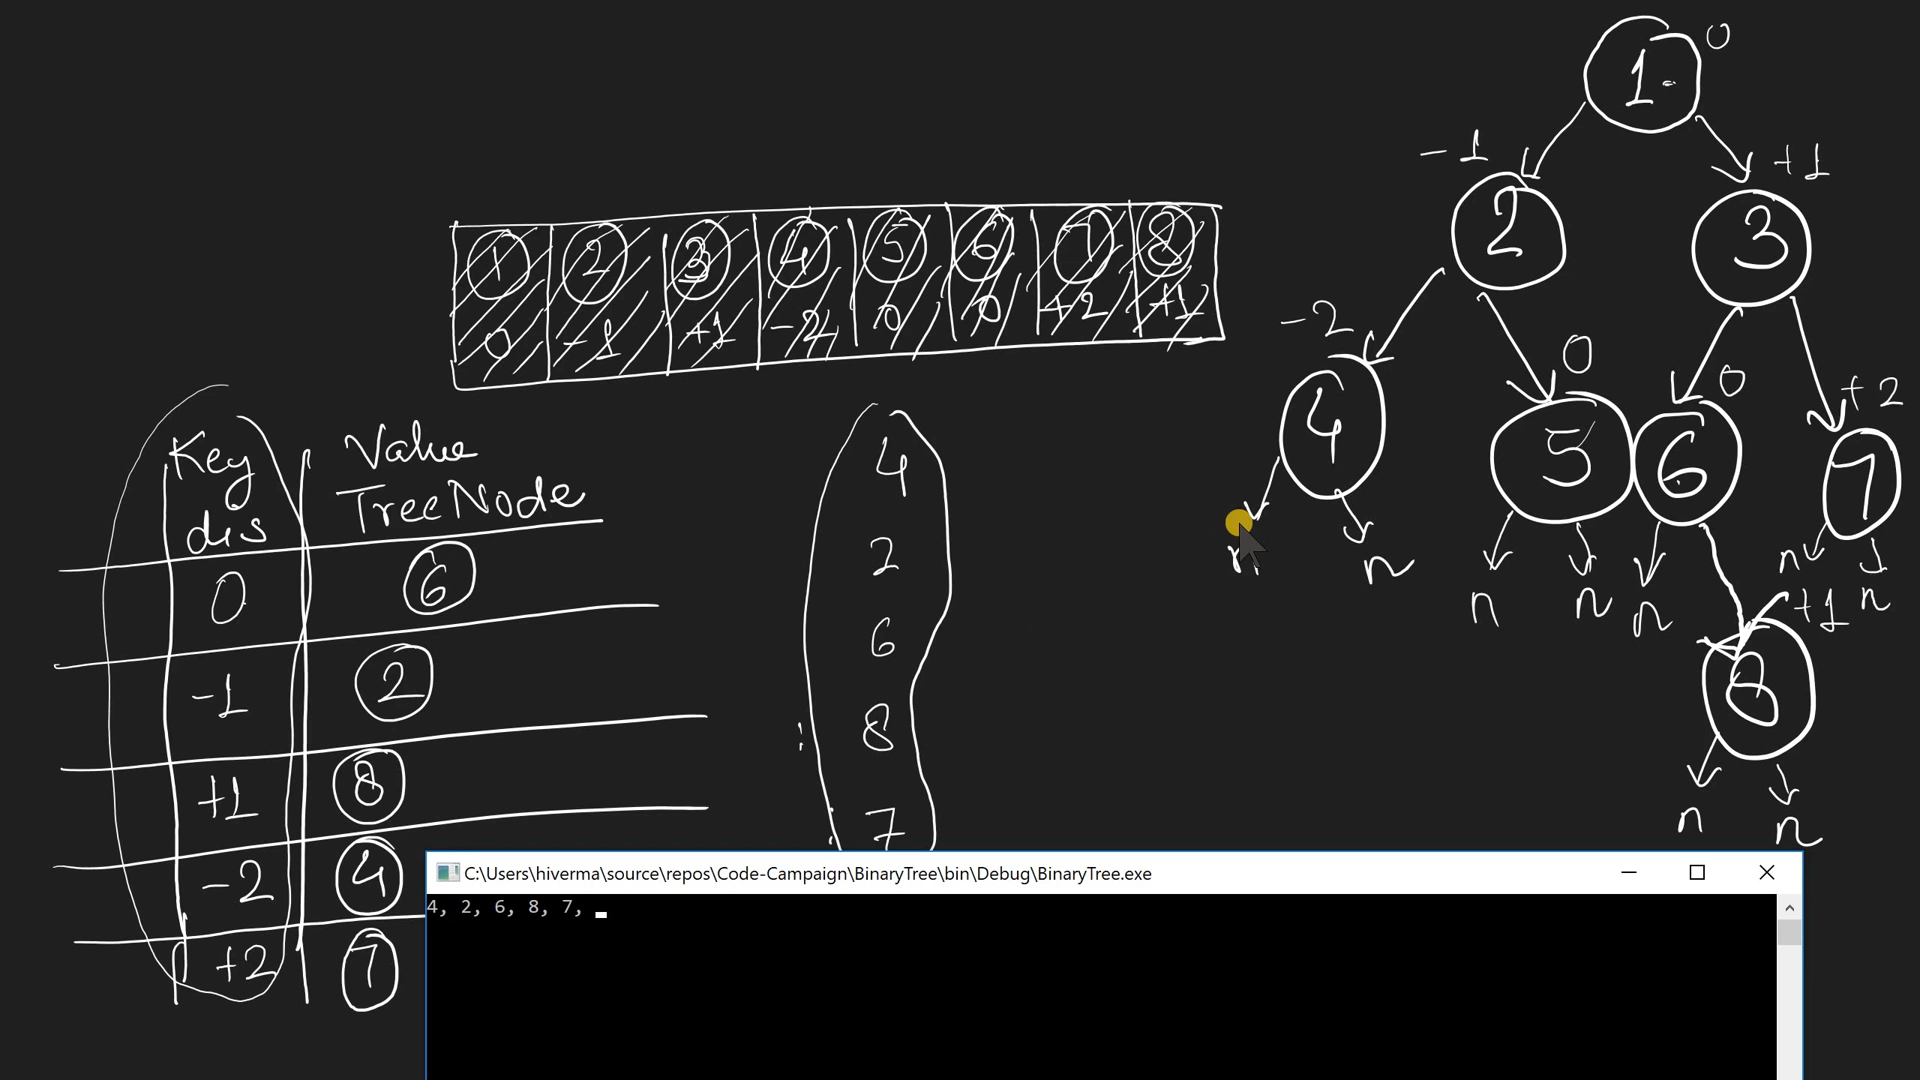 1 0
-1 +1
2 3
1 2 3 4 5 6 7 8
0 -1 +1 -2 0 0 +2 +1
-2 0 0 +2
4 5 6 7
n n n n n n n
+1
8
n n
Key Value
dis TreeNode
0 6
-1 2
+1 8
-2 4
+2 7
4
2
6
8
7
C:\Users\hiverma\source\repos\Code-Campaign\BinaryTree\bin\Debug\BinaryTree.exe
4, 2, 6, 8, 7,